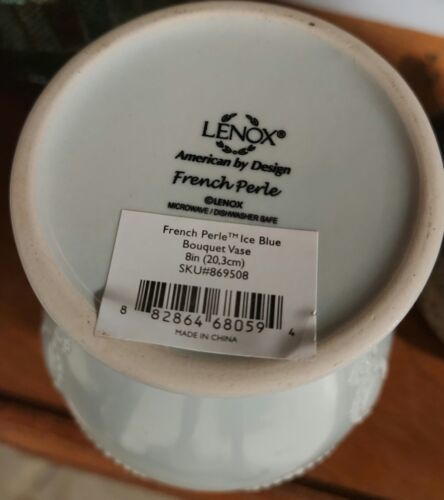 LENOX®
American by Design
French Perle
©LENOX
MICROWAVE / DISHWASHER SAFE
French Perle™ Ice Blue
Bouquet Vase
8in (20,3cm)
SKU#869508
8 82864 68059 4
MADE IN CHINA